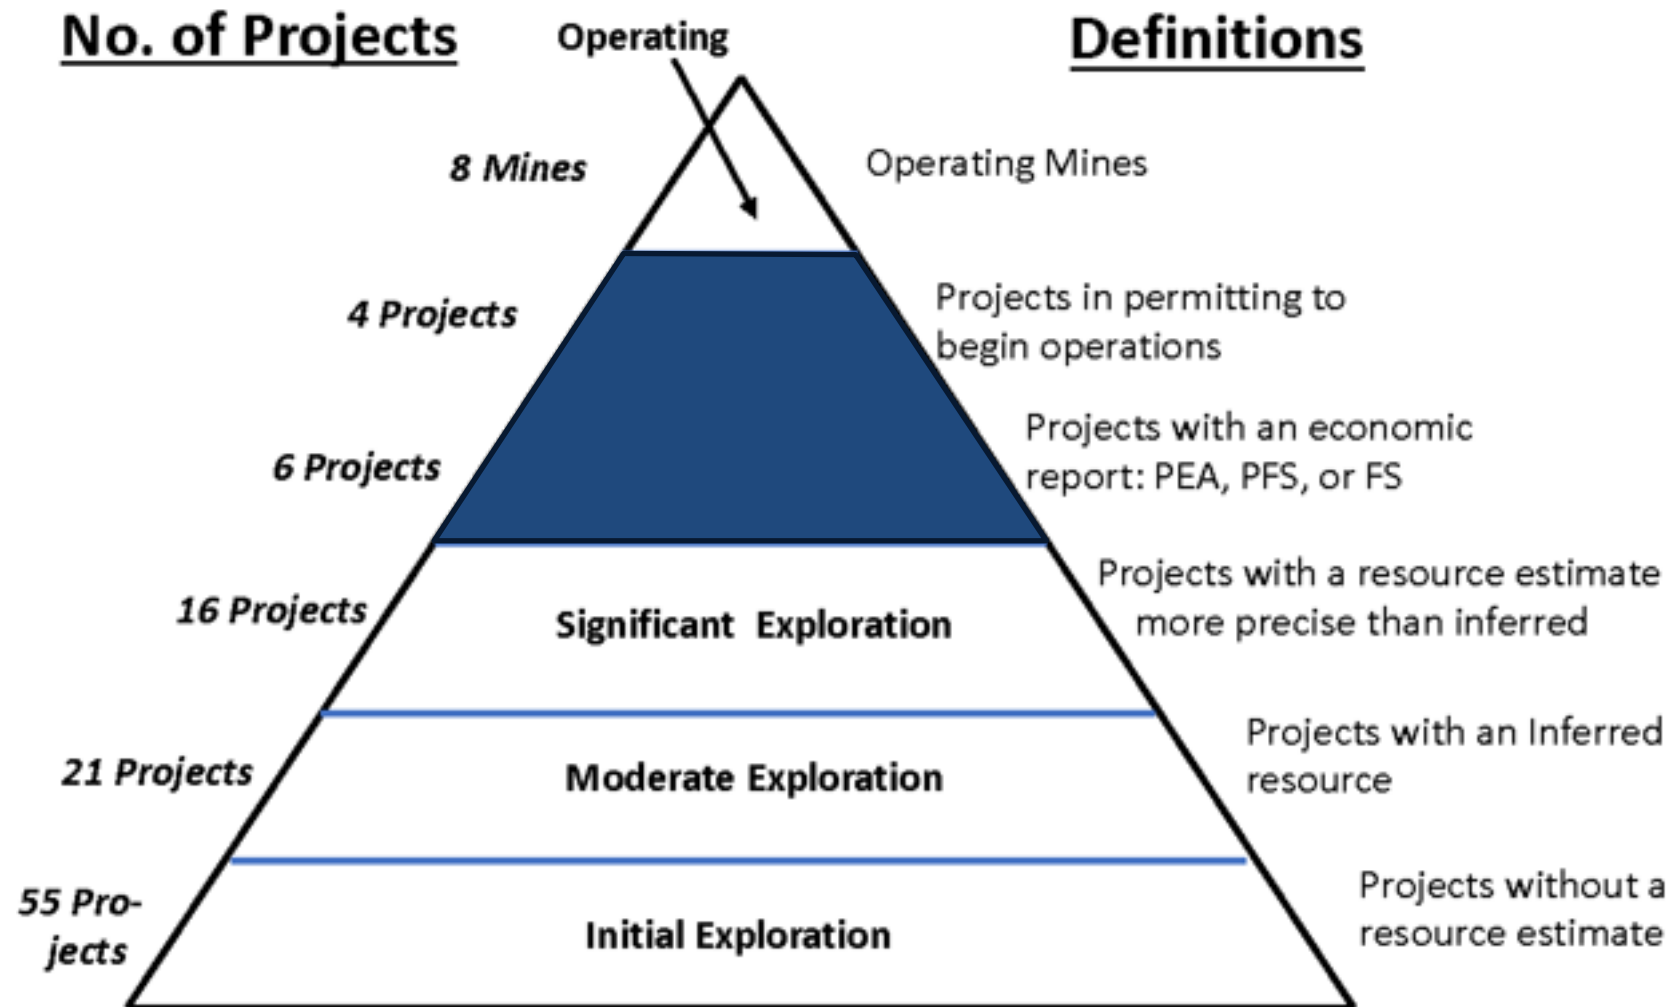 No. of Projects
Operating
Definitions
8 Mines
Operating Mines
4 Projects
Projects in permitting to
begin operations
6 Projects
Projects with an economic
report: PEA, PFS, or FS
16 Projects
Significant Exploration
Projects with a resource estimate
more precise than inferred
21 Projects
Moderate Exploration
Projects with an Inferred
resource
55 Pro-
jects
Initial Exploration
Projects without a
resource estimate